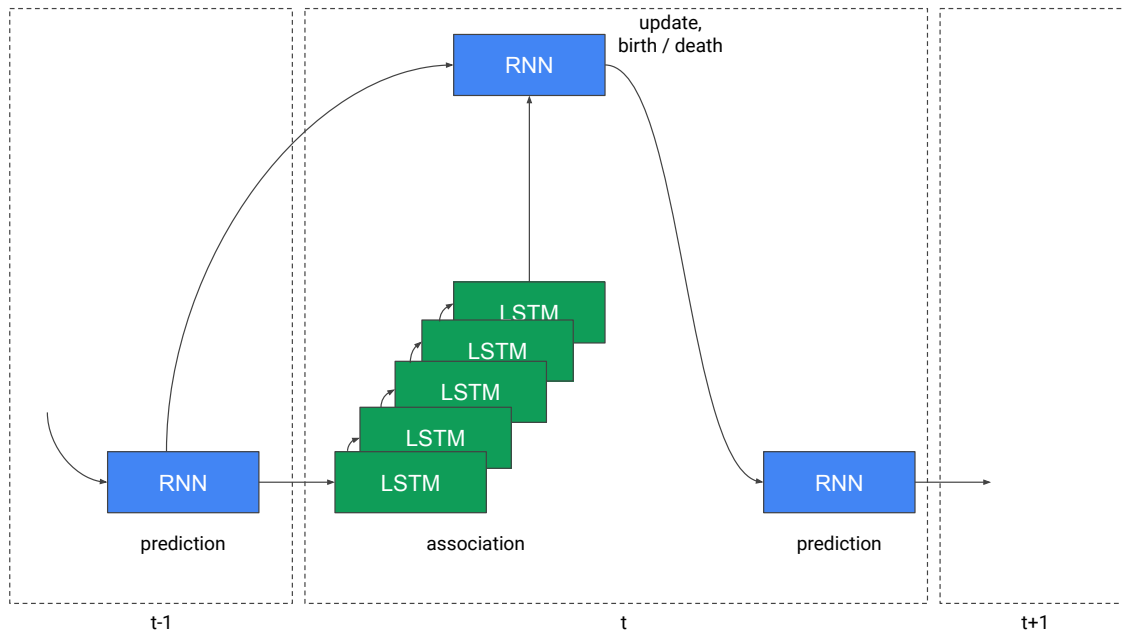 update,
birth / death
RNN
LSTM
LSTM
LSTM
LSTM
LSTM
RNN
RNN
prediction
association
prediction
t-1
t
t+1